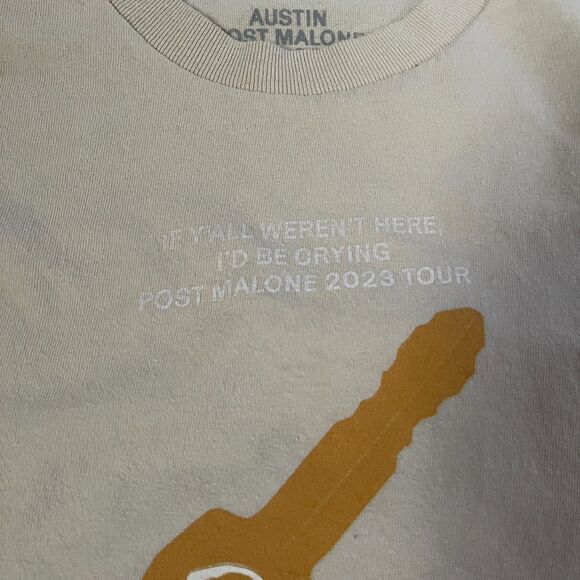 AUSTIN
POST MALONE
IF Y'ALL WEREN'T HERE,
I'D BE CRYING
POST MALONE 2023 TOUR